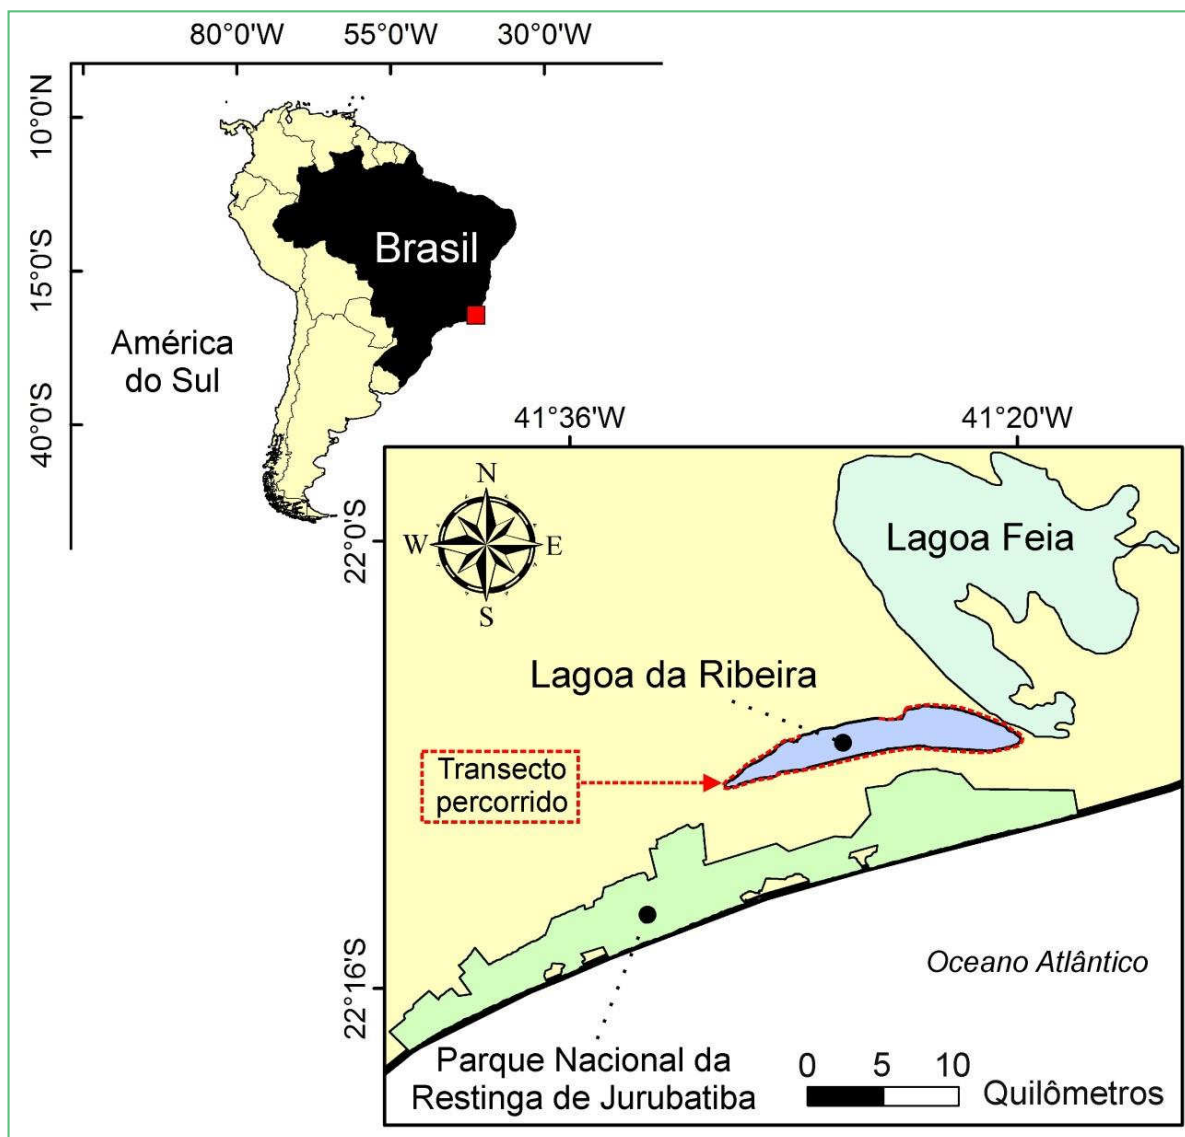 80°0'W 55°0'W 30°0'W
10°0'N
15°0'S
40°0'S
Brasil
América
do Sul
41°36'W 41°20'W
22°0'S
22°16'S
N
W E
S
Lagoa Feia
Lagoa da Ribeira
Transecto
percorrido
Oceano Atlântico
Parque Nacional da
Restinga de Jurubatiba
0 5 10
Quilômetros